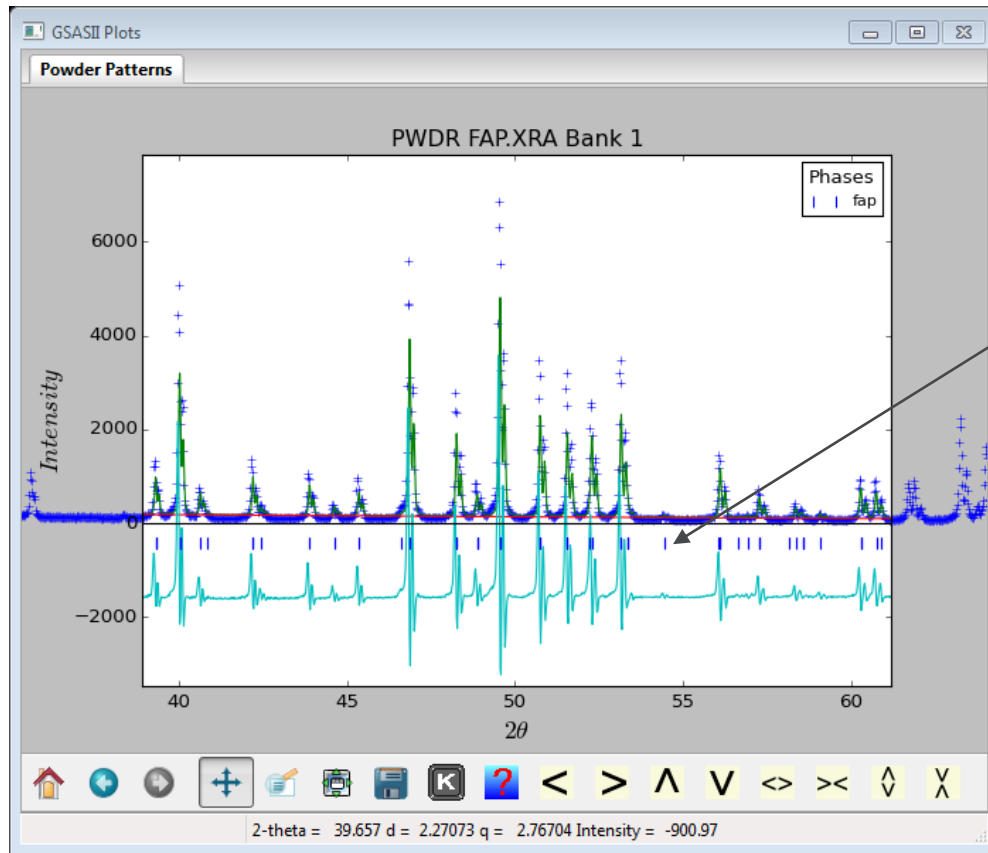 GSASII Plots
Powder Patterns
PWDR FAP.XRA Bank 1
Phases
fap
6000
4000
2000
0
−2000
Intensity
40 45 50 55 60
2θ
K ? < > Λ V <> ><
2-theta = 39.657 d = 2.27073 q = 2.76704 Intensity = -900.97